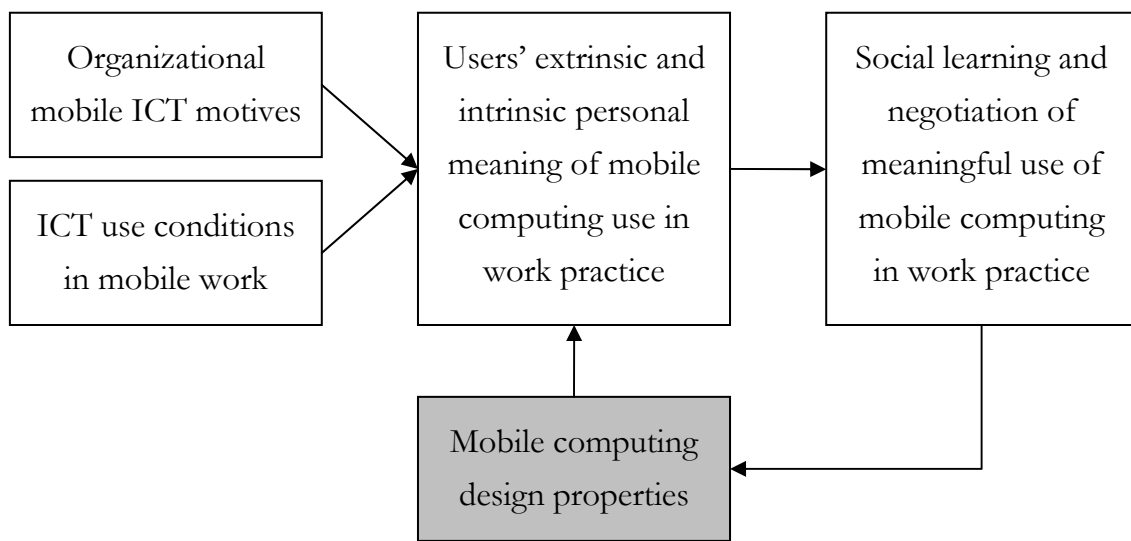 Organizational
mobile ICT motives
ICT use conditions
in mobile work
Users’ extrinsic and
intrinsic personal
meaning of mobile
computing use in
work practice
Social learning and
negotiation of
meaningful use of
mobile computing
in work practice
Mobile computing
design properties